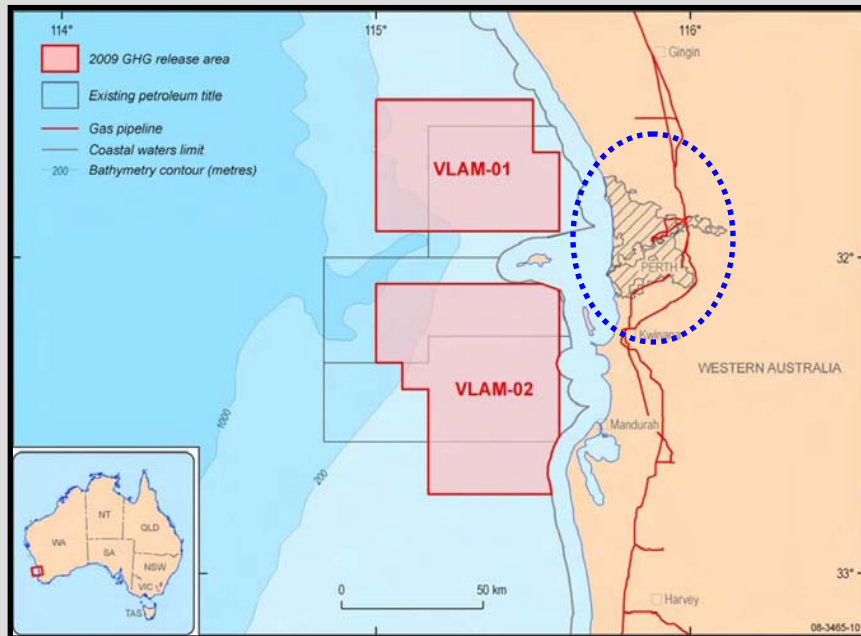 114°
115°
116°
2009 GHG release area
Existing petroleum title
Gas pipeline
Coastal waters limit
200
Bathymetry contour (metres)
Gingin
VLAM-01
32°
PERTH
Kwinana
WESTERN AUSTRALIA
VLAM-02
1000
200
Mandurah
NT
QLD
WA
SA
NSW
VIC
TAS
0
50 km
33°
Harvey
08-3465-10